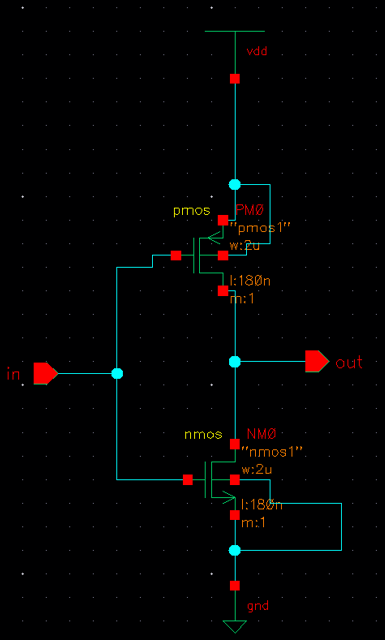 vdd
pmos PM0
"pmos1"
w:2u
l:180n
m:1
in
out
nmos NM0
"nmos1"
w:2u
l:180n
m:1
gnd